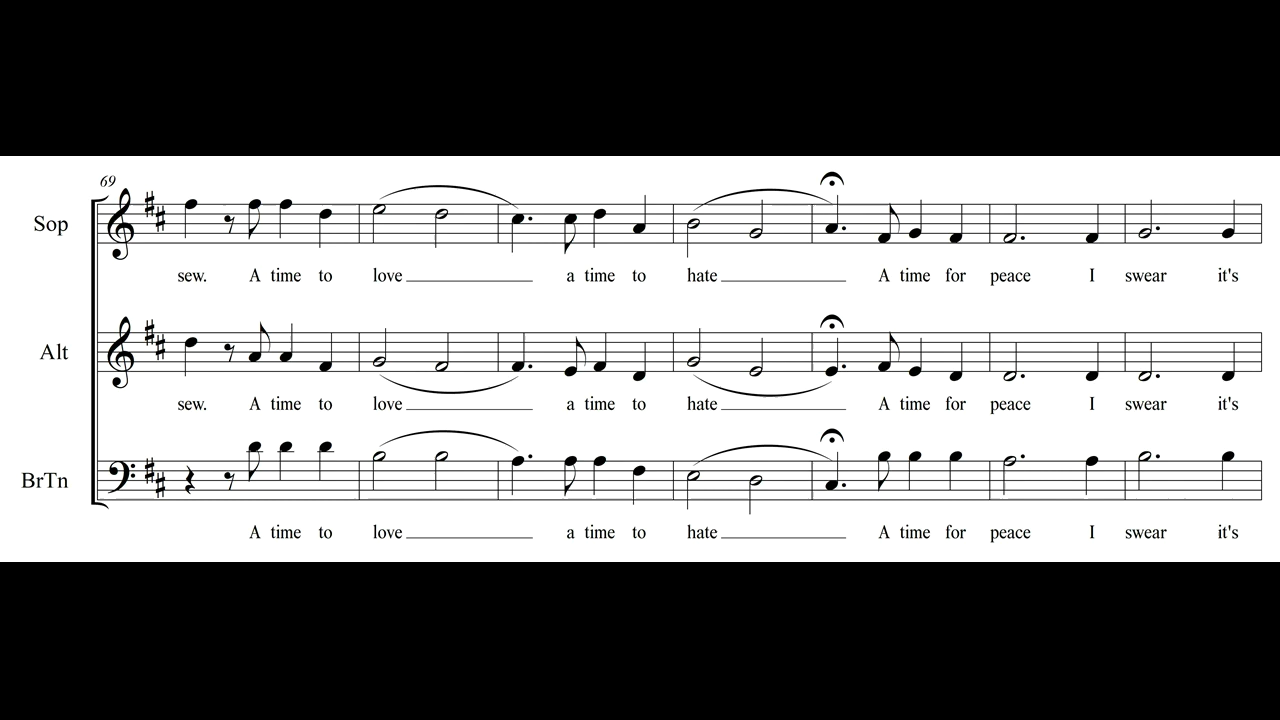 69
Sop
sew. A time to love a time to hate A time for peace I swear it's
Alt
sew. A time to love a time to hate A time for peace I swear it's
BrTn
A time to love a time to hate A time for peace I swear it's